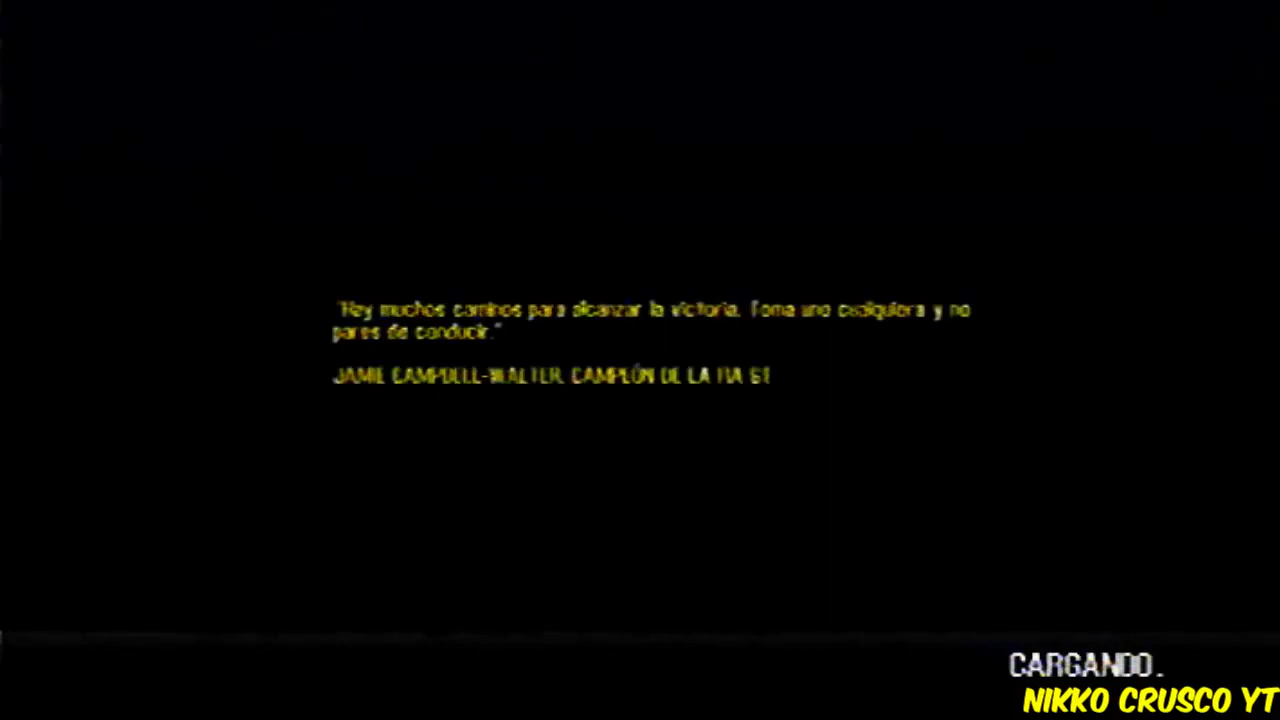 "Hay muchos caminos para alcanzar la victoria. Toma uno cualquiera y no
pares de conducir."
JAMIE CAMPBELL-WALTER, CAMPEÓN DE LA FIA GT
CARGANDO.
NIKKO CRUSCO YT